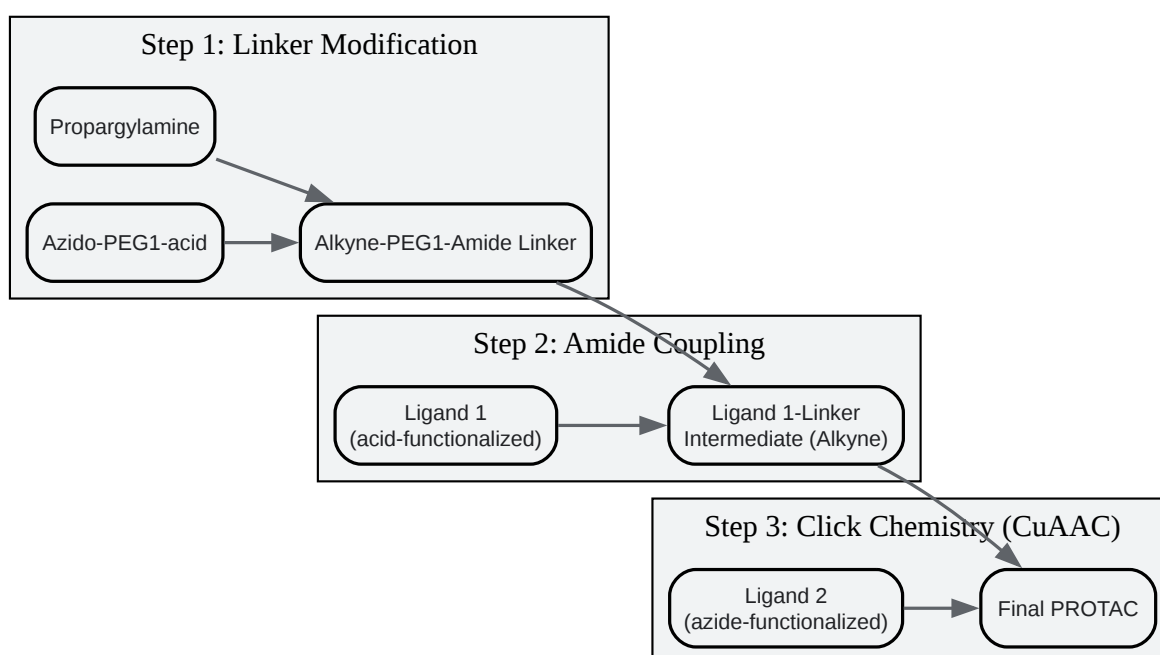 Step 1: Linker Modification
Propargylamine
Azido-PEG1-acid
Alkyne-PEG1-Amide Linker
Step 2: Amide Coupling
Ligand 1
(acid-functionalized)
Ligand 1-Linker
Intermediate (Alkyne)
Step 3: Click Chemistry (CuAAC)
Ligand 2
(azide-functionalized)
Final PROTAC